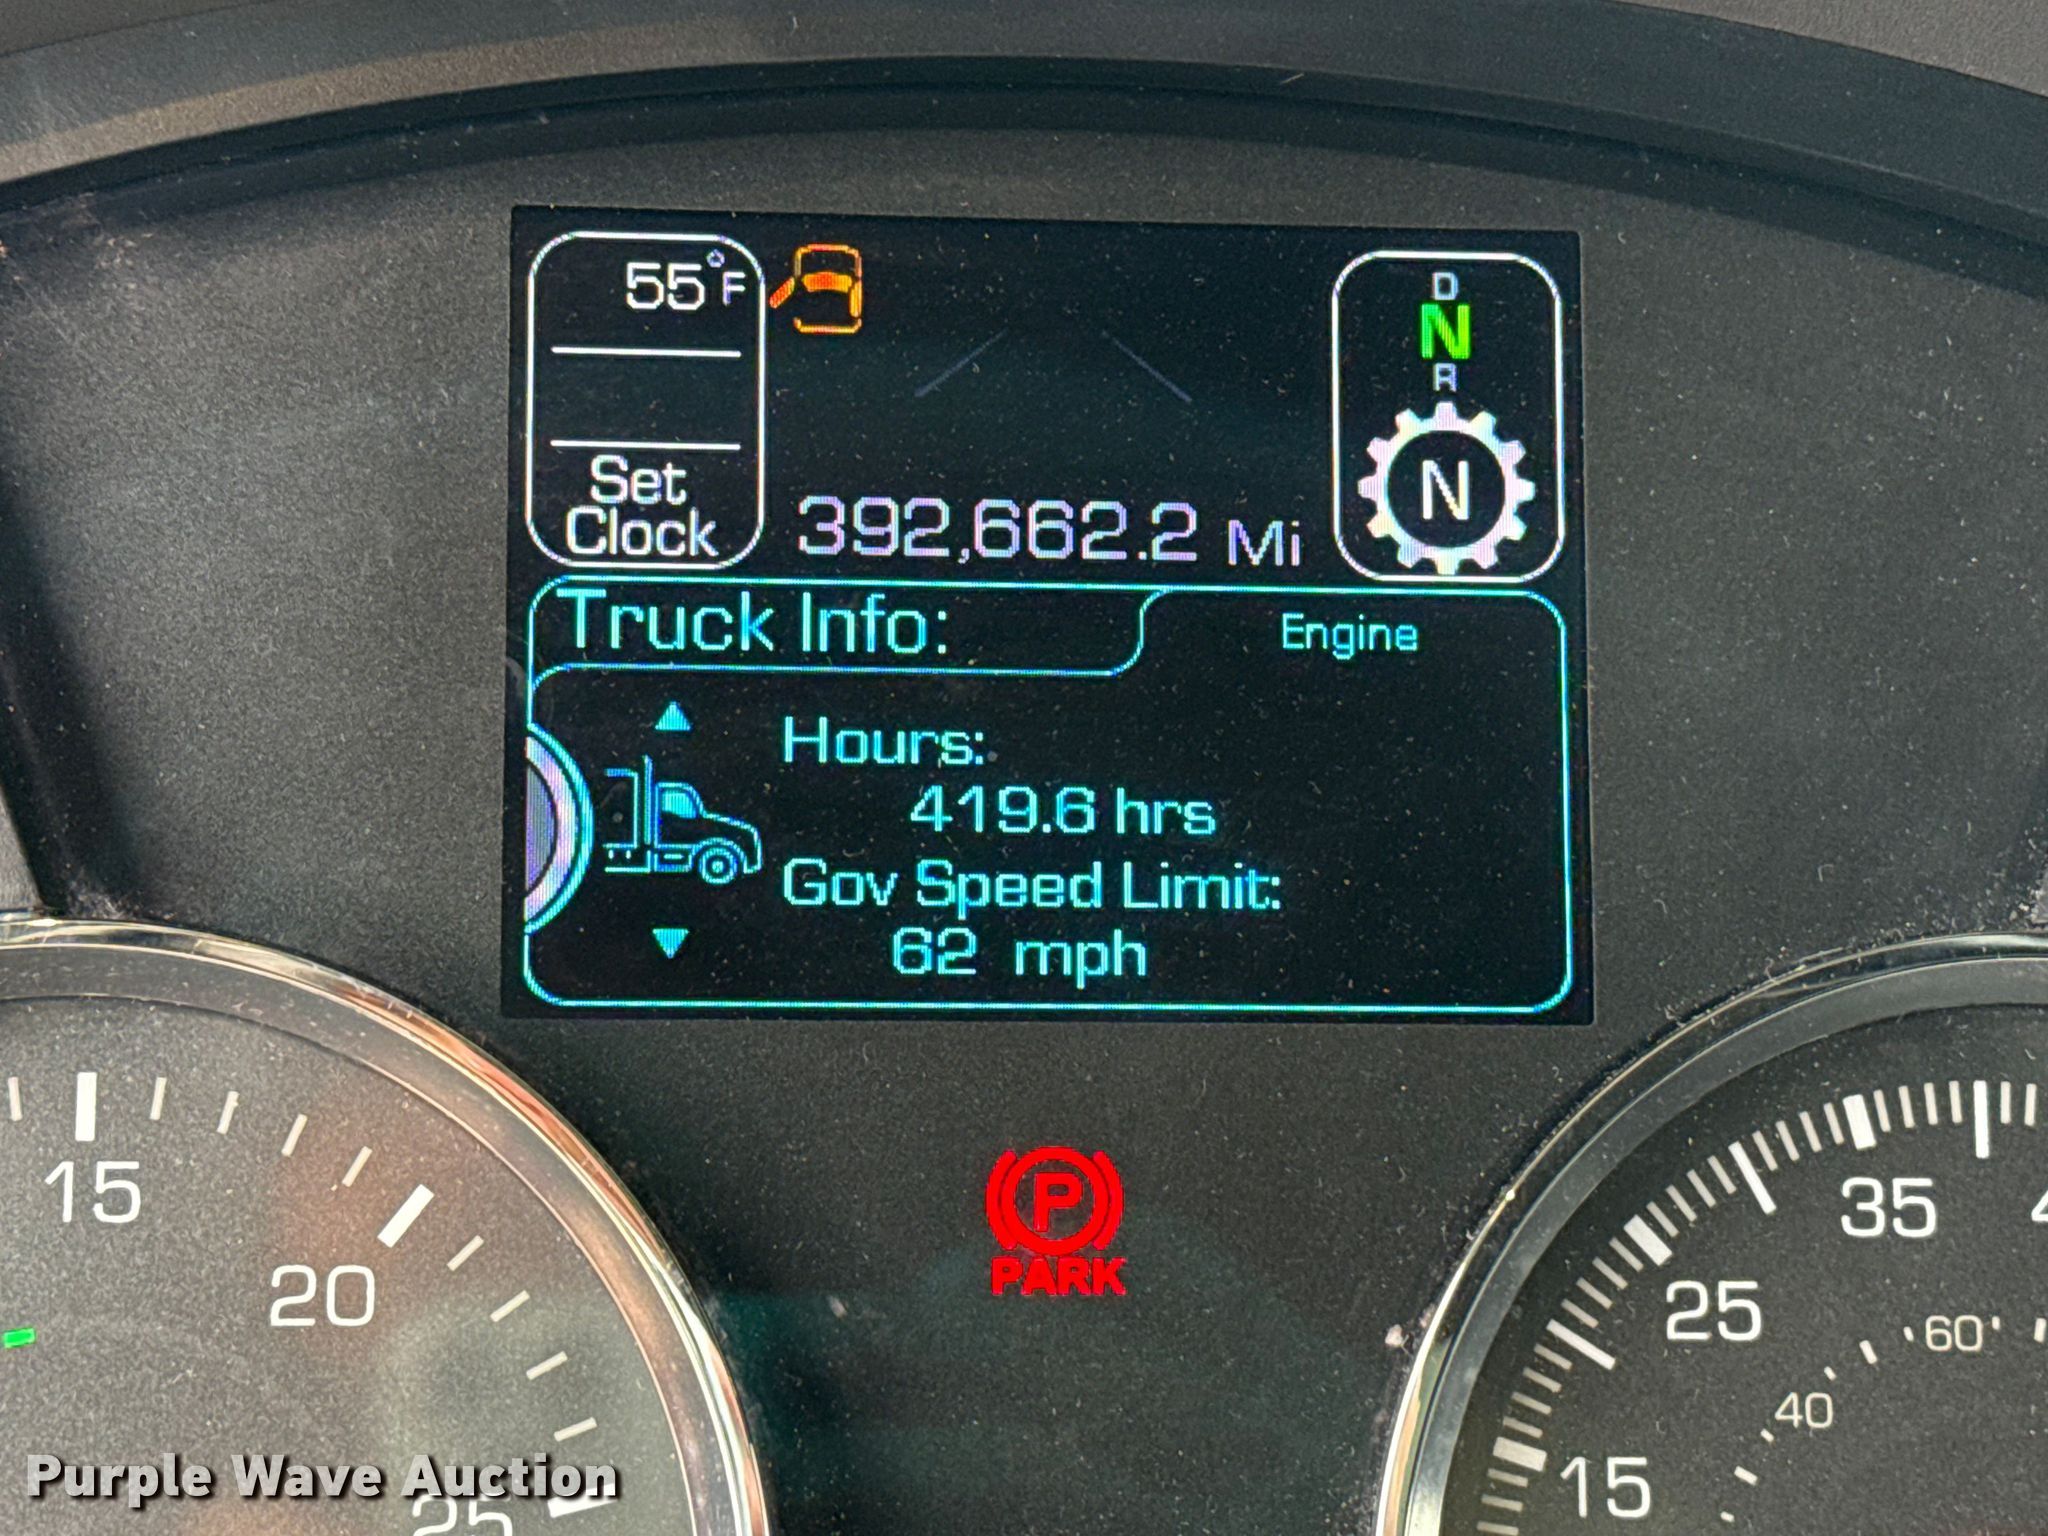 55°F
D
N
R
N
Set
Clock
392,662.2 Mi
Truck Info:
Engine
Hours:
419.6 hrs
Gov Speed Limit:
62 mph
PARK
P
15
20
25
35
25
60
40
15
Purple Wave Auction